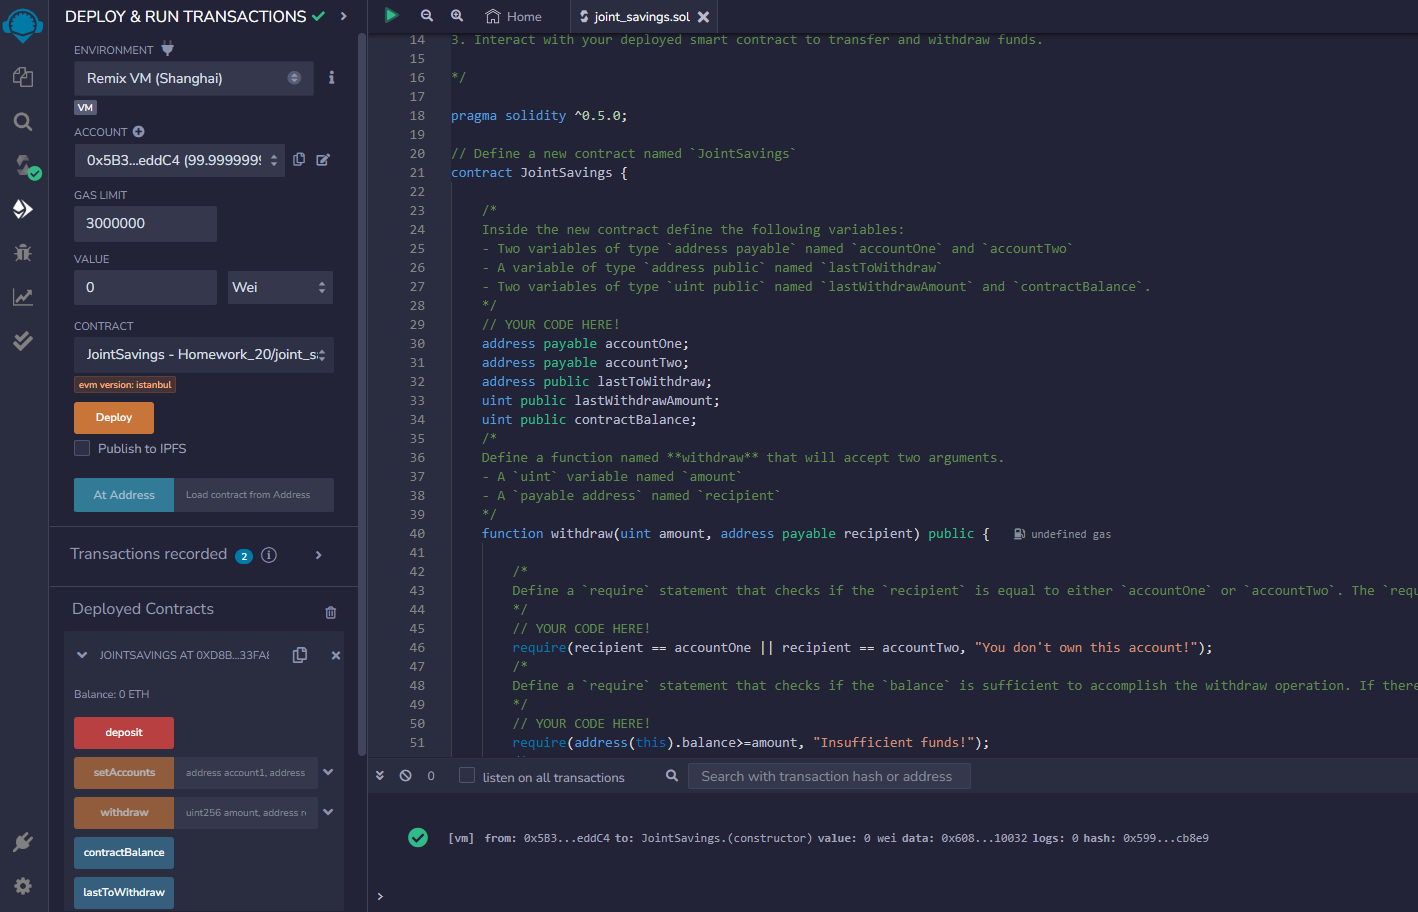 DEPLOY & RUN TRANSACTIONS
ENVIRONMENT
Remix VM (Shanghai)
VM
ACCOUNT
0x5B3...eddC4 (99.9999999
GAS LIMIT
3000000
VALUE
0
Wei
CONTRACT
JointSavings - Homework_20/joint_s
evm version: istanbul
Deploy
Publish to IPFS
At Address
Load contract from Address
Transactions recorded 2 i
Deployed Contracts
JOINTSAVINGS AT 0XD8B...33FA8
Balance: 0 ETH
deposit
setAccounts
address account1, address
withdraw
uint256 amount, address r
contractBalance
lastToWithdraw
Home
joint_savings.sol
14 3. Interact with your deployed smart contract to transfer and withdraw funds.
15
16 */
17
18 pragma solidity ^0.5.0;
19
20 // Define a new contract named `JointSavings`
21 contract JointSavings {
22
23 /*
24 Inside the new contract define the following variables:
25 - Two variables of type `address payable` named `accountOne` and `accountTwo`
26 - A variable of type `address public` named `lastToWithdraw`
27 - Two variables of type `uint public` named `lastWithdrawAmount` and `contractBalance`.
28 */
29 // YOUR CODE HERE!
30 address payable accountOne;
31 address payable accountTwo;
32 address public lastToWithdraw;
33 uint public lastWithdrawAmount;
34 uint public contractBalance;
35 /*
36 Define a function named **withdraw** that will accept two arguments.
37 - A `uint` variable named `amount`
38 - A `payable address` named `recipient`
39 */
40 function withdraw(uint amount, address payable recipient) public { undefined gas
41
42 /*
43 Define a `require` statement that checks if the `recipient` is equal to either `accountOne` or `accountTwo`. The `requ
44 */
45 // YOUR CODE HERE!
46 require(recipient == accountOne || recipient == accountTwo, "You don't own this account!");
47 /*
48 Define a `require` statement that checks if the `balance` is sufficient to accomplish the withdraw operation. If there
49 */
50 // YOUR CODE HERE!
51 require(address(this).balance>=amount, "Insufficient funds!");
0
listen on all transactions
Search with transaction hash or address
[vm] from: 0x5B3...eddC4 to: JointSavings.(constructor) value: 0 wei data: 0x608...10032 logs: 0 hash: 0x599...cb8e9
>